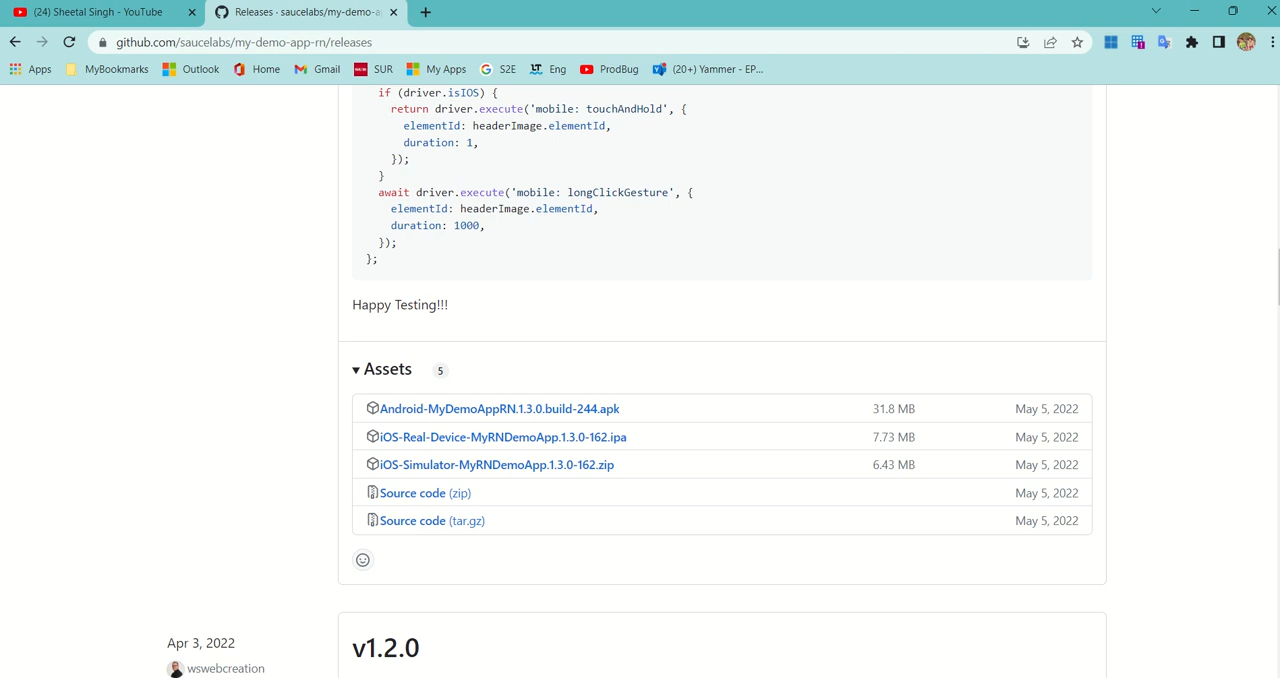 (24) Sheetal Singh - YouTube
Releases · saucelabs/my-demo-a
github.com/saucelabs/my-demo-app-rn/releases
Apps MyBookmarks Outlook Home Gmail SUR My Apps S2E Eng ProdBug (20+) Yammer - EP...
if (driver.isIOS) {
return driver.execute('mobile: touchAndHold', {
elementId: headerImage.elementId,
duration: 1,
});
}
await driver.execute('mobile: longClickGesture', {
elementId: headerImage.elementId,
duration: 1000,
});
};
Happy Testing!!!
Assets 5
Android-MyDemoAppRN.1.3.0.build-244.apk 31.8 MB May 5, 2022
iOS-Real-Device-MyRNDemoApp.1.3.0-162.ipa 7.73 MB May 5, 2022
iOS-Simulator-MyRNDemoApp.1.3.0-162.zip 6.43 MB May 5, 2022
Source code (zip) May 5, 2022
Source code (tar.gz) May 5, 2022
Apr 3, 2022
wswebcreation
v1.2.0